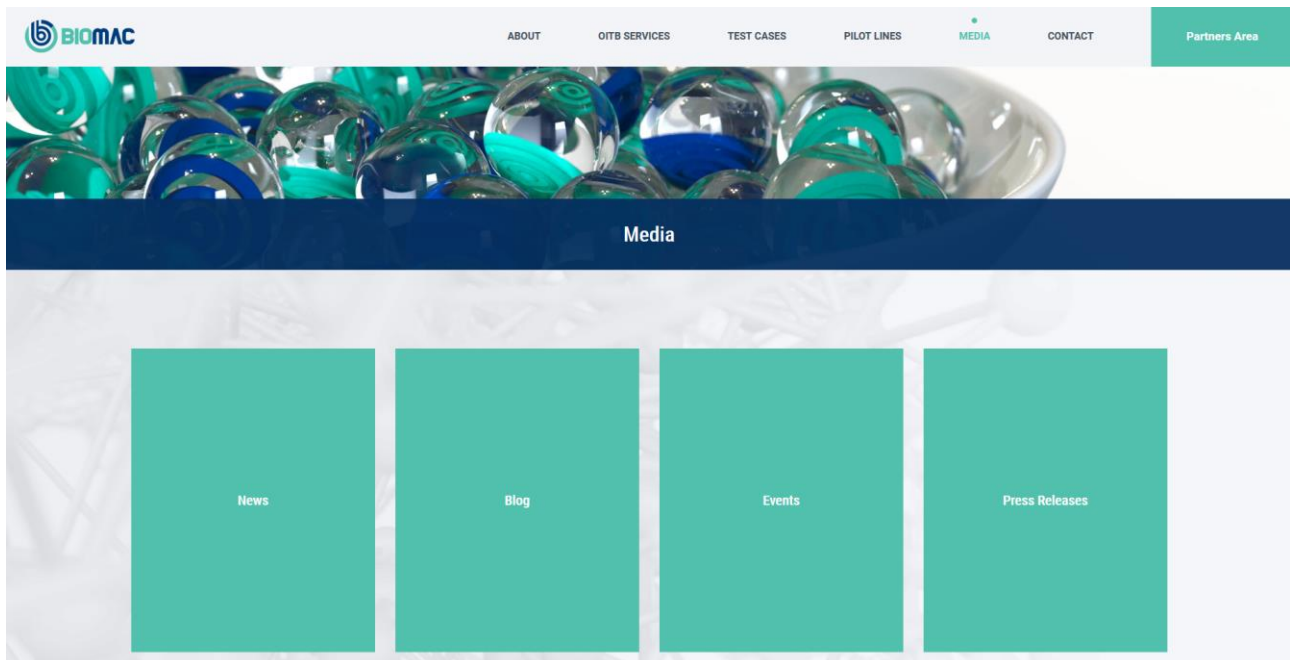 BIOMAC
ABOUT OITB SERVICES TEST CASES PILOT LINES MEDIA CONTACT Partners Area
Media
News Blog Events Press Releases